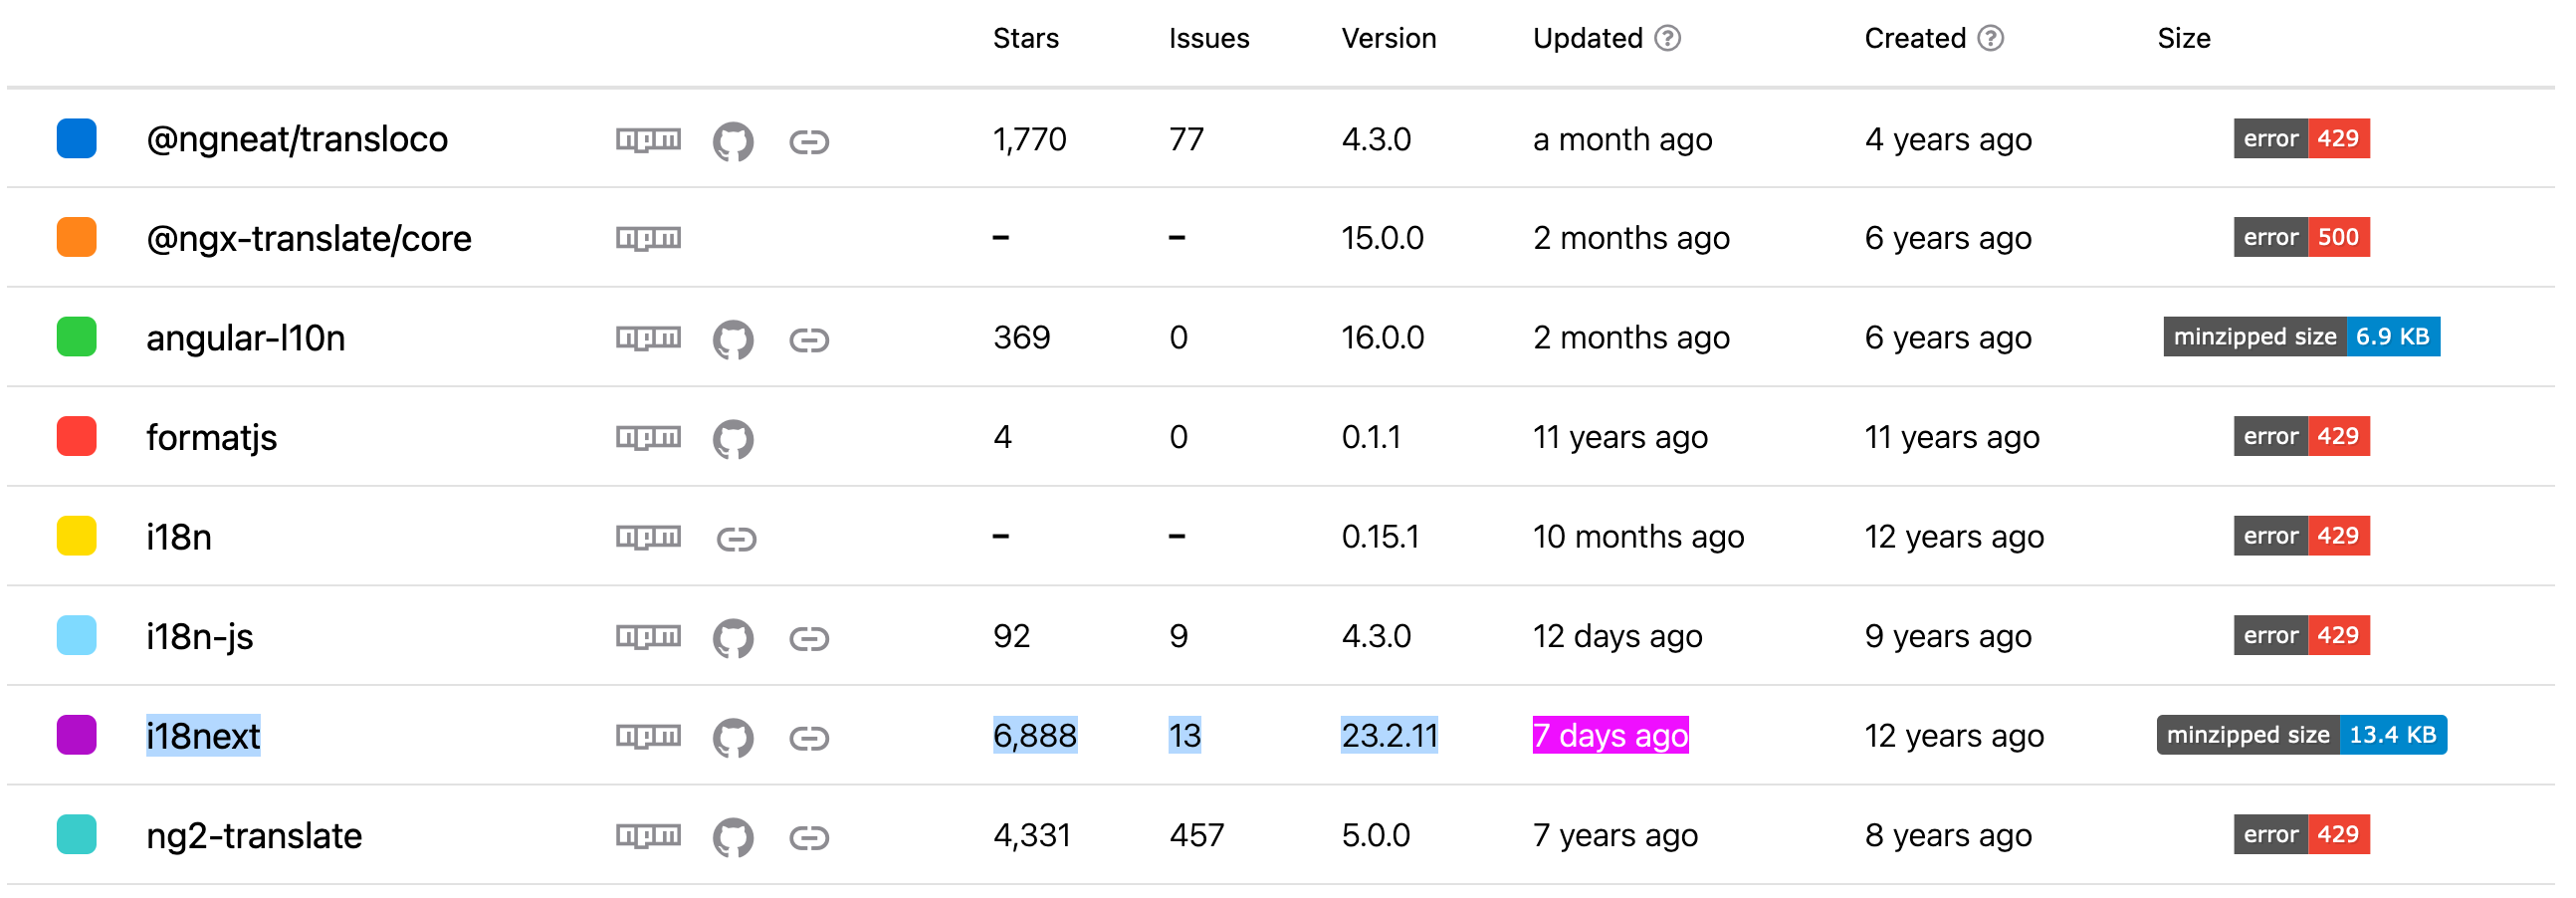 Stars Issues Version Updated ? Created ? Size
@ngneat/transloco npm 1,770 77 4.3.0 a month ago 4 years ago error 429
@ngx-translate/core npm – – 15.0.0 2 months ago 6 years ago error 500
angular-l10n npm 369 0 16.0.0 2 months ago 6 years ago minzipped size 6.9 KB
formatjs npm 4 0 0.1.1 11 years ago 11 years ago error 429
i18n npm – – 0.15.1 10 months ago 12 years ago error 429
i18n-js npm 92 9 4.3.0 12 days ago 9 years ago error 429
i18next npm 6,888 13 23.2.11 7 days ago 12 years ago minzipped size 13.4 KB
ng2-translate npm 4,331 457 5.0.0 7 years ago 8 years ago error 429